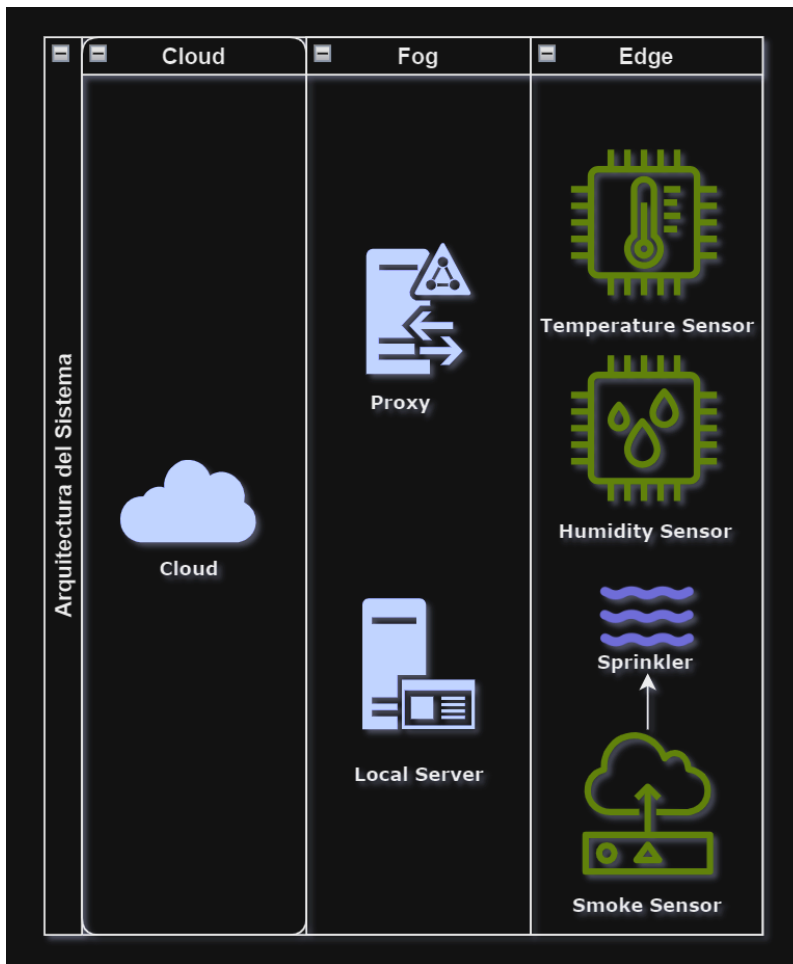 Arquitectura del Sistema
Cloud
Fog
Edge
Temperature Sensor
Proxy
Humidity Sensor
Cloud
Sprinkler
Local Server
Smoke Sensor